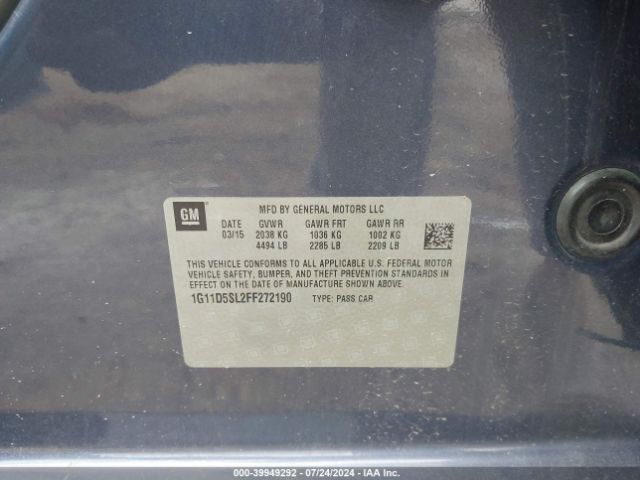 GM
MFD BY GENERAL MOTORS LLC
DATE GVWR GAWR FRT GAWR RR
03/15 2038 KG 1036 KG 1002 KG
4494 LB 2285 LB 2209 LB
THIS VEHICLE CONFORMS TO ALL APPLICABLE U.S. FEDERAL MOTOR
VEHICLE SAFETY, BUMPER, AND THEFT PREVENTION STANDARDS IN
EFFECT ON THE DATE OF MANUFACTURE SHOWN ABOVE.
1G11D5SL2FF272190 TYPE: PASS CAR
000-39949292 - 07/24/2024 - IAA Inc.